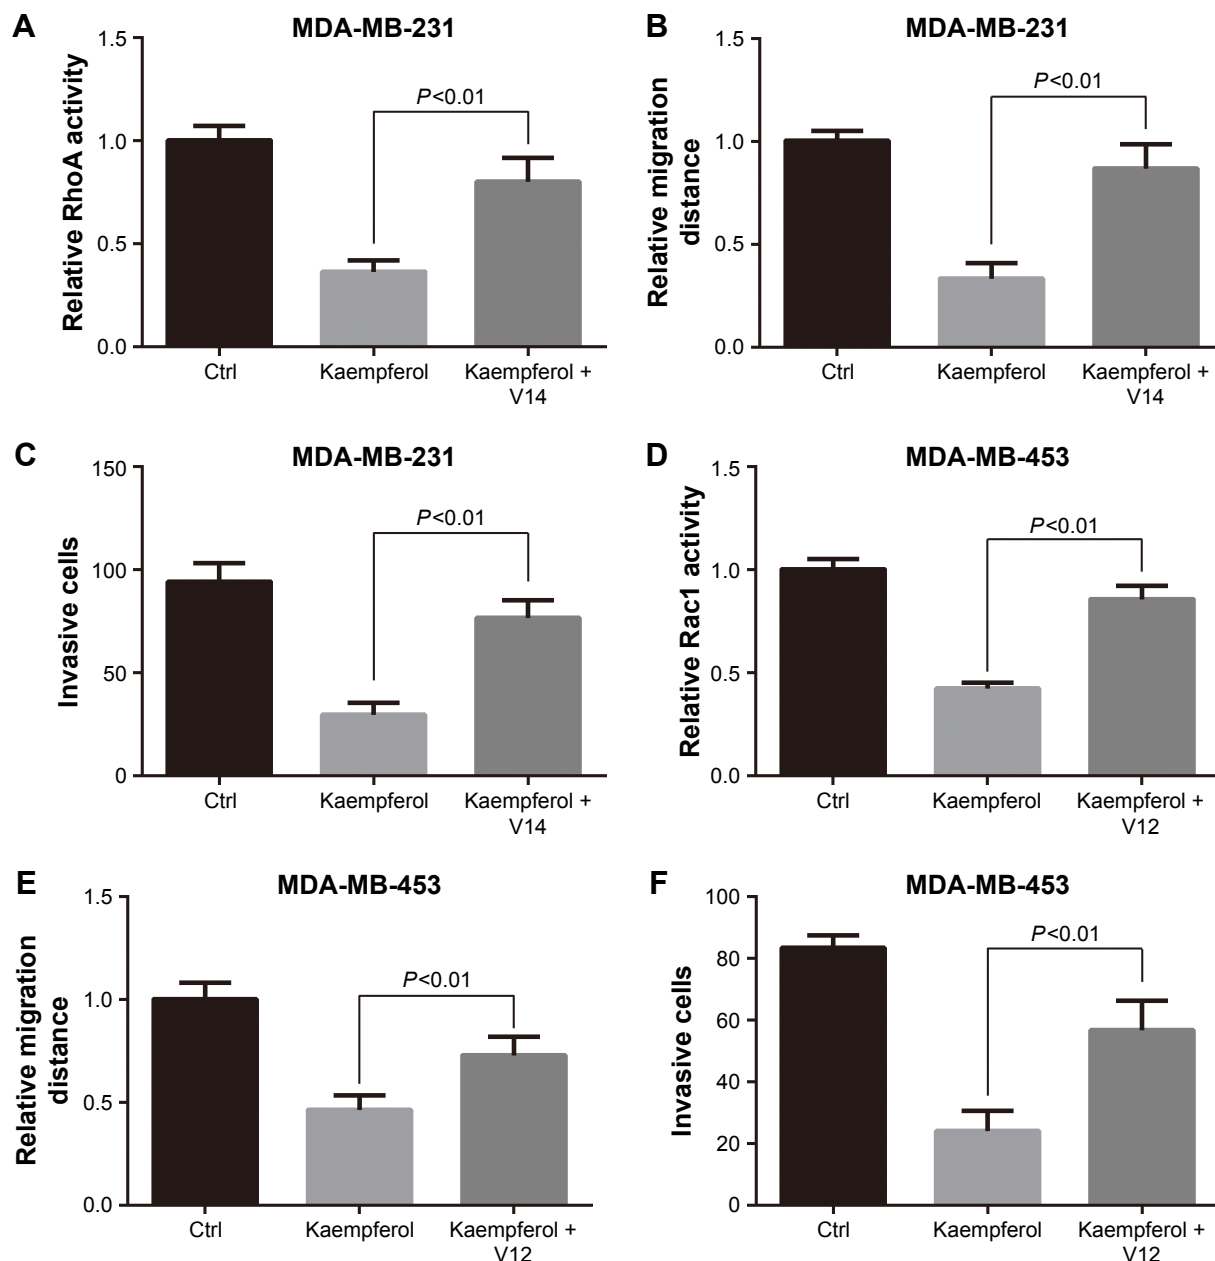 A
MDA-MB-231
Relative RhoA activity
1.5
1.0
0.5
0.0
P<0.01
Ctrl
Kaempferol
Kaempferol +
V14
B
MDA-MB-231
Relative migration
distance
1.5
1.0
0.5
0.0
P<0.01
Ctrl
Kaempferol
Kaempferol +
V14
C
MDA-MB-231
Invasive cells
150
100
50
0
P<0.01
Ctrl
Kaempferol
Kaempferol +
V14
D
MDA-MB-453
Relative Rac1 activity
1.5
1.0
0.5
0.0
P<0.01
Ctrl
Kaempferol
Kaempferol +
V12
E
MDA-MB-453
Relative migration
distance
1.5
1.0
0.5
0.0
P<0.01
Ctrl
Kaempferol
Kaempferol +
V12
F
MDA-MB-453
Invasive cells
100
80
60
40
20
0
P<0.01
Ctrl
Kaempferol
Kaempferol +
V12